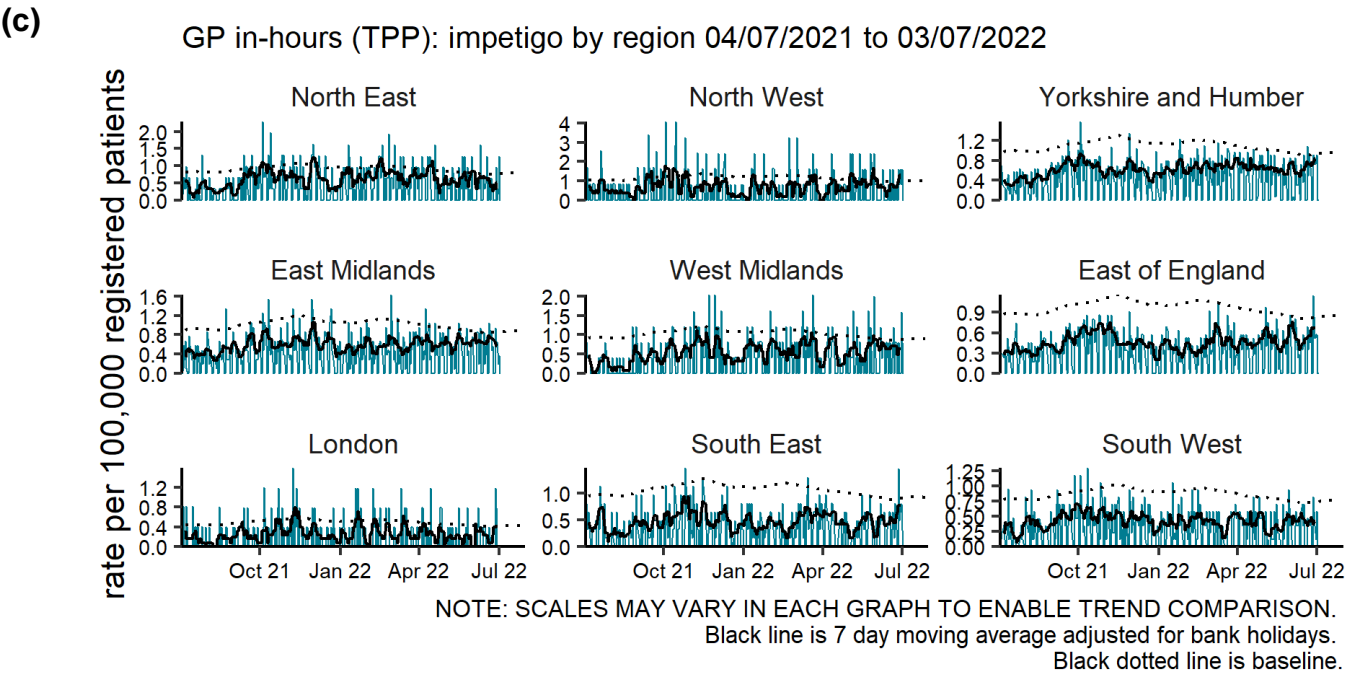 (c)
GP in-hours (TPP): impetigo by region 04/07/2021 to 03/07/2022
rate per 100,000 registered patients
North East
2.0
1.5
1.0
0.5
0.0
North West
4
3
2
1
0
Yorkshire and Humber
1.2
0.8
0.4
0.0
East Midlands
1.6
1.2
0.8
0.4
0.0
West Midlands
2.0
1.5
1.0
0.5
0.0
East of England
0.9
0.6
0.3
0.0
London
1.2
0.8
0.4
0.0
Oct 21 Jan 22 Apr 22 Jul 22
South East
1.0
0.5
0.0
Oct 21 Jan 22 Apr 22 Jul 22
South West
1.25
1.00
0.75
0.50
0.25
0.00
Oct 21 Jan 22 Apr 22 Jul 22
NOTE: SCALES MAY VARY IN EACH GRAPH TO ENABLE TREND COMPARISON.
Black line is 7 day moving average adjusted for bank holidays.
Black dotted line is baseline.